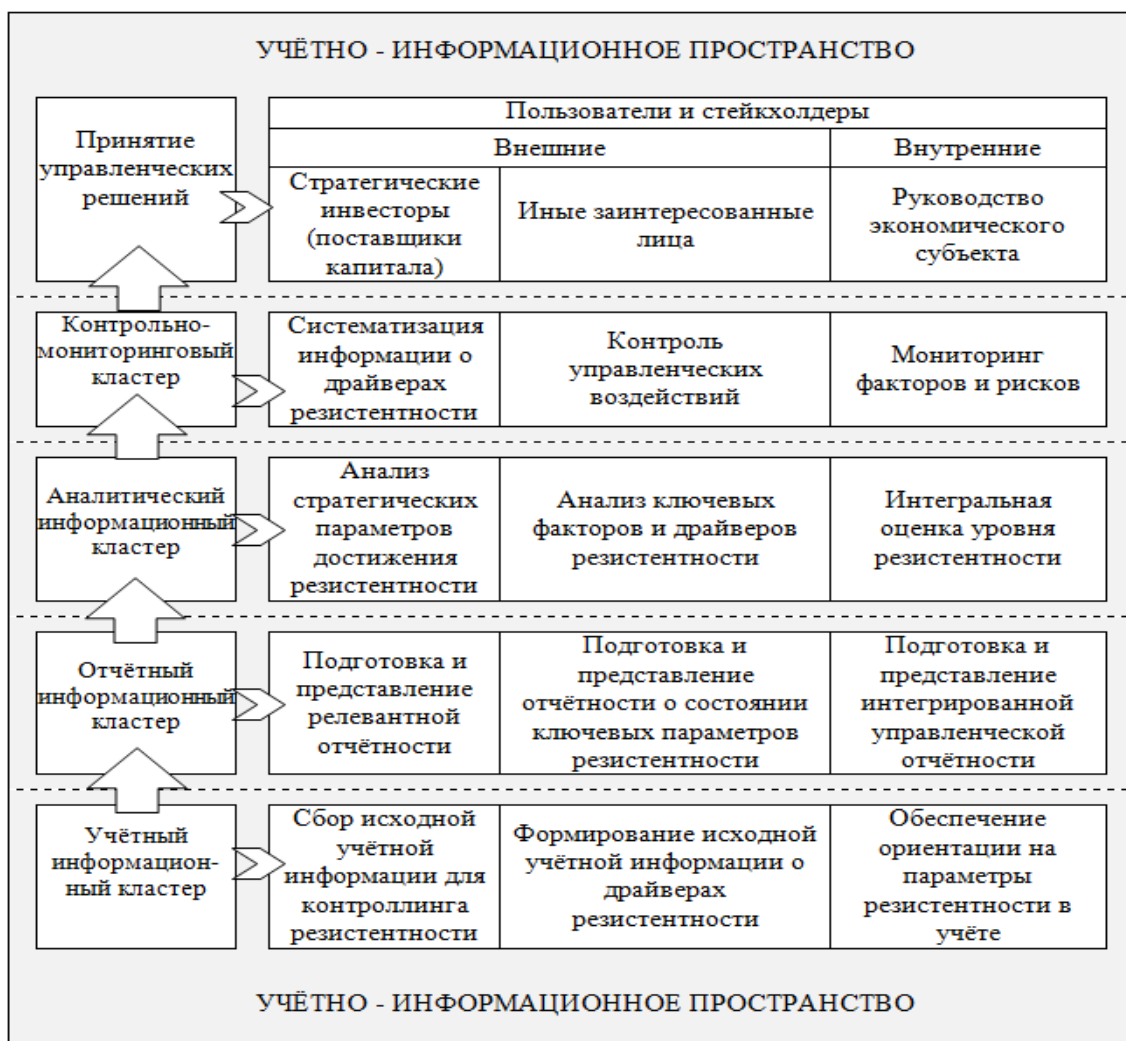 УЧЁТНО - ИНФОРМАЦИОННОЕ ПРОСТРАНСТВО
Принятие
управленческих
решений
Пользователи и стейкхолдеры
Внешние
Внутренние
Стратегические
инвесторы
(поставщики
капитала)
Иные заинтересованные
лица
Руководство
экономического
субъекта
Контрольно-
мониторинговый
кластер
Систематизация
информации о
драйверах
резистентности
Контроль
управленческих
воздействий
Мониторинг
факторов и рисков
Аналитический
информационный
кластер
Анализ
стратегических
параметров
достижения
резистентности
Анализ ключевых
факторов и драйверов
резистентности
Интегральная
оценка уровня
резистентности
Отчётный
информационный
кластер
Подготовка и
представление
релевантной
отчётности
Подготовка и
представление
отчётности о состоянии
ключевых параметров
резистентности
Подготовка и
представление
интегрированной
управленческой
отчётности
Учётный
информацион-
ный кластер
Сбор исходной
учётной
информации для
контроллинга
резистентности
Формирование исходной
учётной информации о
драйверах
резистентности
Обеспечение
ориентации на
параметры
резистентности в
учёте
УЧЁТНО - ИНФОРМАЦИОННОЕ ПРОСТРАНСТВО